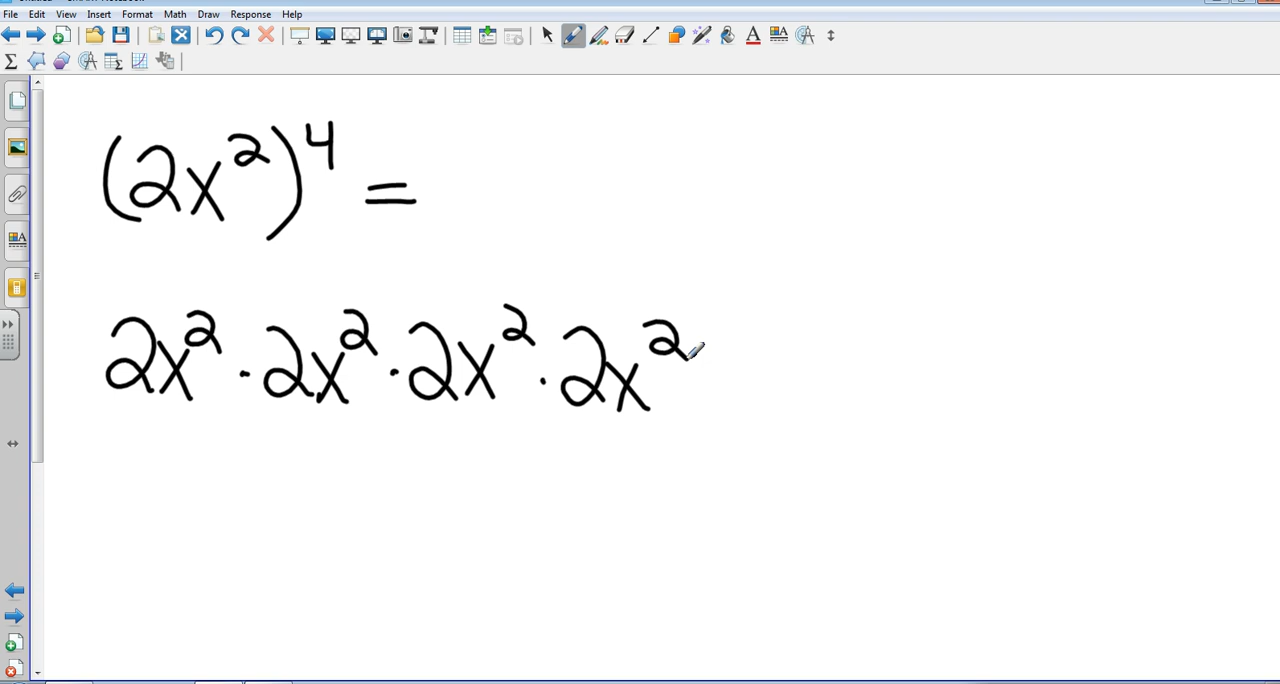 File Edit View Insert Format Math Draw Response Help
(2x²)⁴ =
2x² · 2x² · 2x² · 2x²